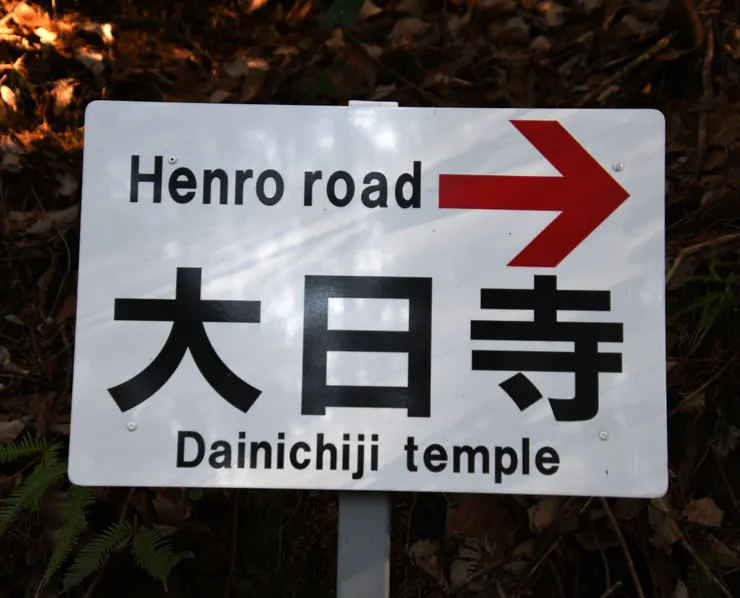 Henro road
大日寺
Dainichiji temple